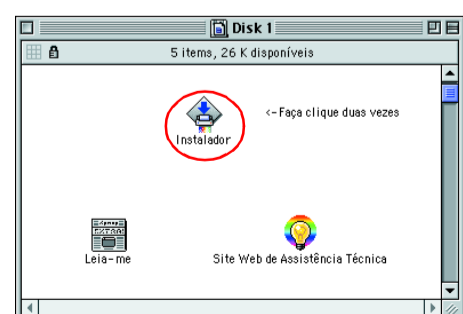 Disk 1
5 items, 26 K disponíveis
<-Faça clique duas vezes
Instalador
Leia-me
Site Web de Assistência Técnica